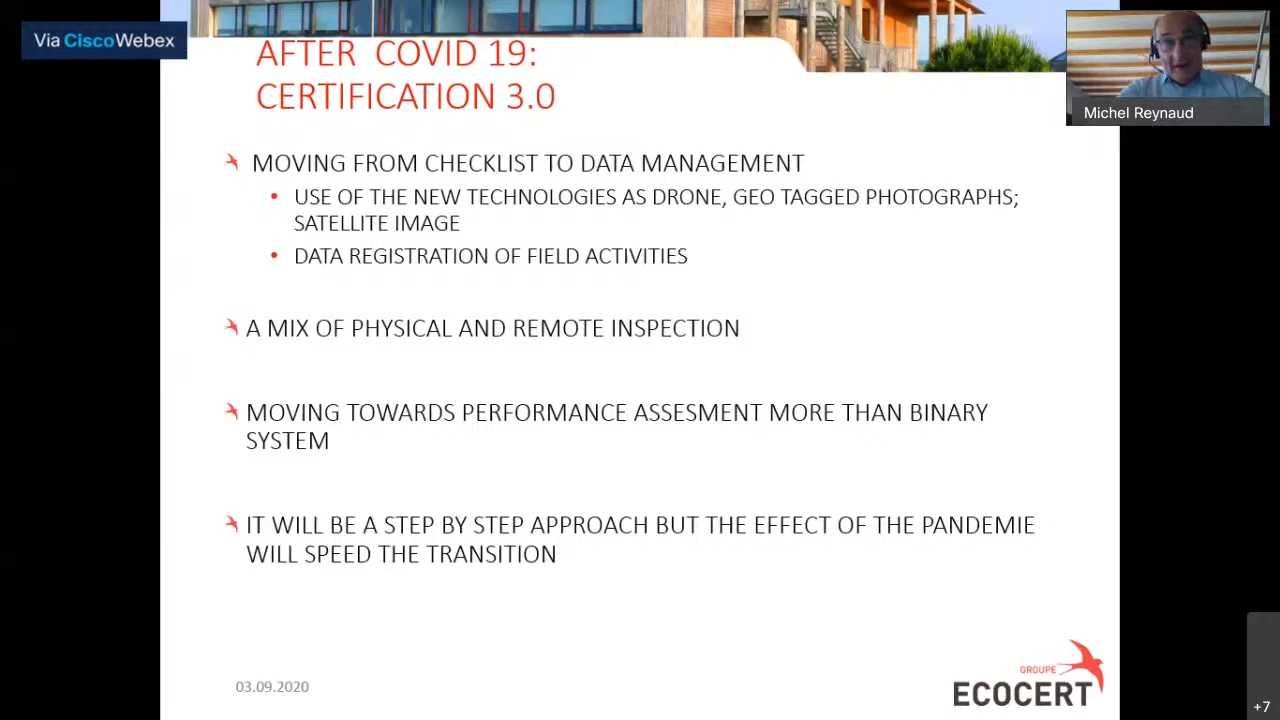 Via CiscoWebex
AFTER COVID 19:
CERTIFICATION 3.0
Michel Reynaud
MOVING FROM CHECKLIST TO DATA MANAGEMENT
• USE OF THE NEW TECHNOLOGIES AS DRONE, GEO TAGGED PHOTOGRAPHS;
SATELLITE IMAGE
• DATA REGISTRATION OF FIELD ACTIVITIES
A MIX OF PHYSICAL AND REMOTE INSPECTION
MOVING TOWARDS PERFORMANCE ASSESMENT MORE THAN BINARY
SYSTEM
IT WILL BE A STEP BY STEP APPROACH BUT THE EFFECT OF THE PANDEMIE
WILL SPEED THE TRANSITION
03.09.2020
GROUPE
ECOCERT
+7